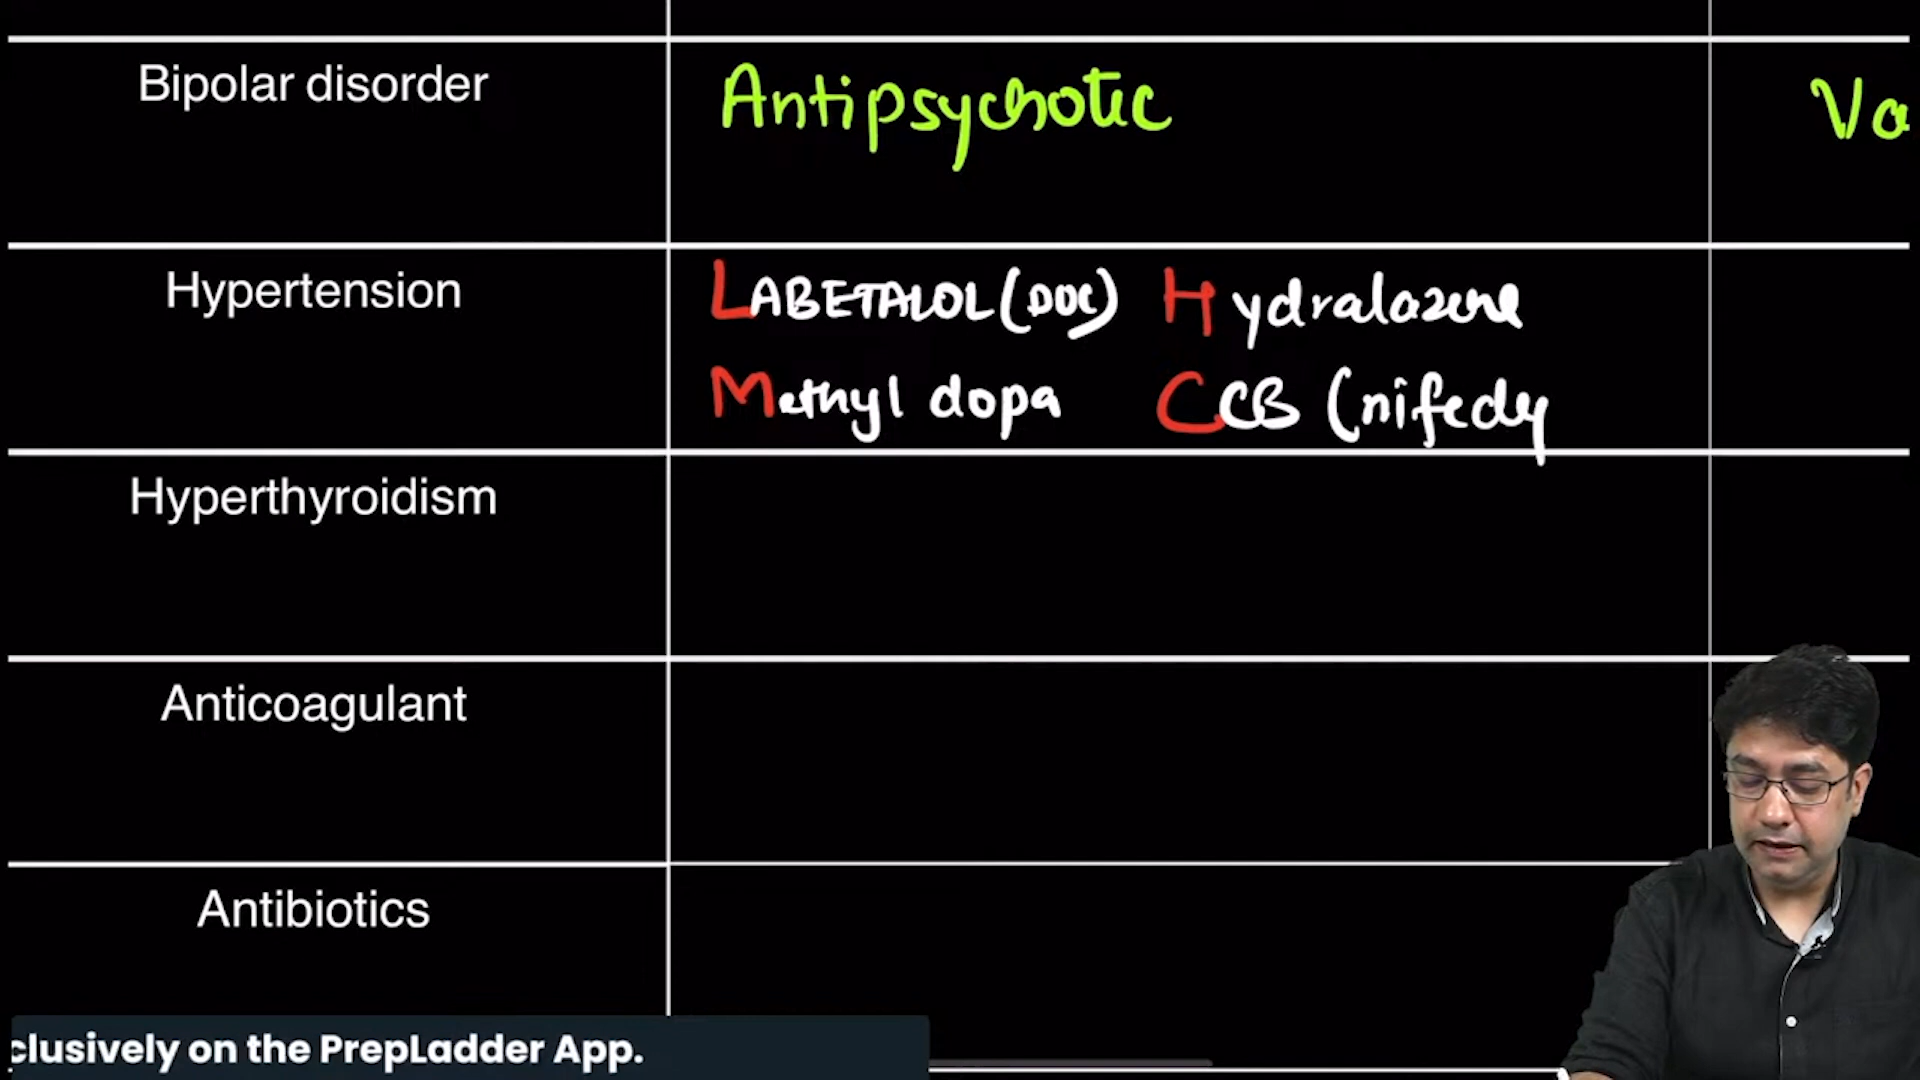 Bipolar disorder Antipsychotic Va
Hypertension LABETALOL (DOC) Hydralazine
Methyl dopa CCB (nifedy
Hyperthyroidism
Anticoagulant
Antibiotics
clusively on the PrepLadder App.